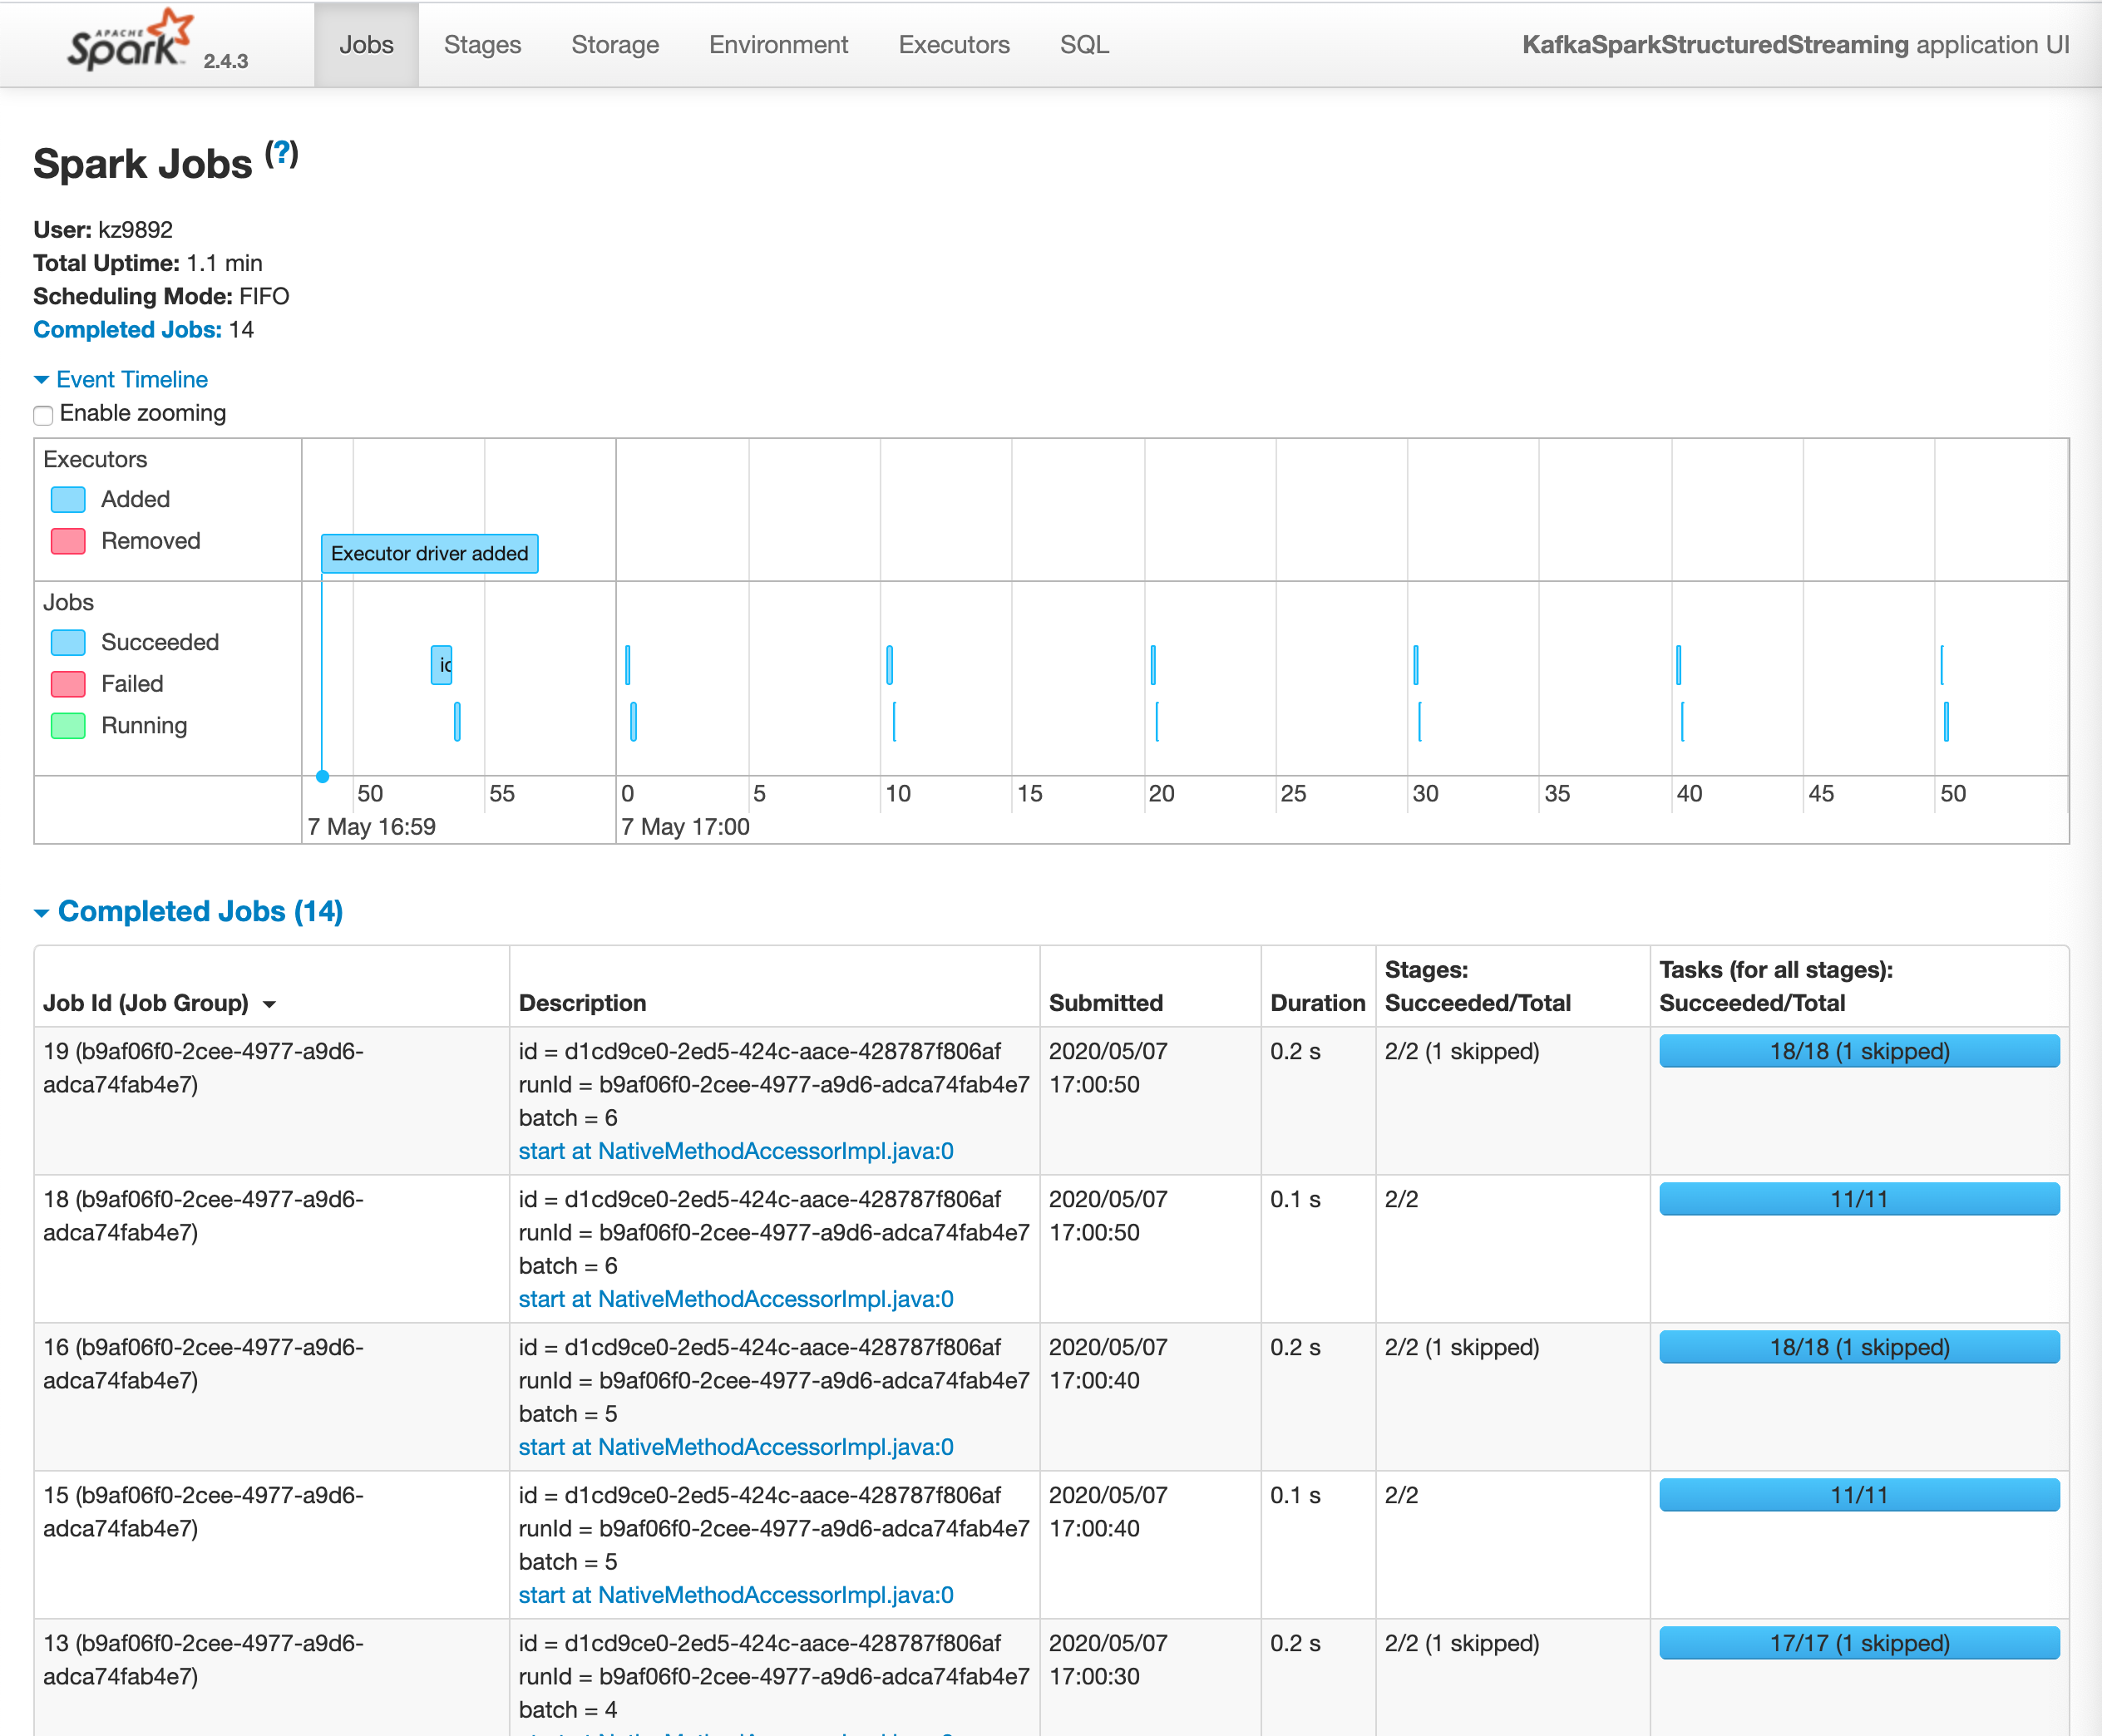 APACHE
Spark 2.4.3 Jobs Stages Storage Environment Executors SQL KafkaSparkStructuredStreaming application UI
Spark Jobs (?)
User: kz9892
Total Uptime: 1.1 min
Scheduling Mode: FIFO
Completed Jobs: 14
Event Timeline
Enable zooming
Executors
Added
Removed
Executor driver added
Jobs
Succeeded
Failed
Running
50 55 0 5 10 15 20 25 30 35 40 45 50
7 May 16:59 7 May 17:00
Completed Jobs (14)
Job Id (Job Group) Description Submitted Duration Stages: Succeeded/Total Tasks (for all stages): Succeeded/Total
19 (b9af06f0-2cee-4977-a9d6- id = d1cd9ce0-2ed5-424c-aace-428787f806af 2020/05/07 0.2 s 2/2 (1 skipped) 18/18 (1 skipped)
adca74fab4e7) runId = b9af06f0-2cee-4977-a9d6-adca74fab4e7 17:00:50
batch = 6
start at NativeMethodAccessorImpl.java:0
18 (b9af06f0-2cee-4977-a9d6- id = d1cd9ce0-2ed5-424c-aace-428787f806af 2020/05/07 0.1 s 2/2 11/11
adca74fab4e7) runId = b9af06f0-2cee-4977-a9d6-adca74fab4e7 17:00:50
batch = 6
start at NativeMethodAccessorImpl.java:0
16 (b9af06f0-2cee-4977-a9d6- id = d1cd9ce0-2ed5-424c-aace-428787f806af 2020/05/07 0.2 s 2/2 (1 skipped) 18/18 (1 skipped)
adca74fab4e7) runId = b9af06f0-2cee-4977-a9d6-adca74fab4e7 17:00:40
batch = 5
start at NativeMethodAccessorImpl.java:0
15 (b9af06f0-2cee-4977-a9d6- id = d1cd9ce0-2ed5-424c-aace-428787f806af 2020/05/07 0.1 s 2/2 11/11
adca74fab4e7) runId = b9af06f0-2cee-4977-a9d6-adca74fab4e7 17:00:40
batch = 5
start at NativeMethodAccessorImpl.java:0
13 (b9af06f0-2cee-4977-a9d6- id = d1cd9ce0-2ed5-424c-aace-428787f806af 2020/05/07 0.2 s 2/2 (1 skipped) 17/17 (1 skipped)
adca74fab4e7) runId = b9af06f0-2cee-4977-a9d6-adca74fab4e7 17:00:30
batch = 4